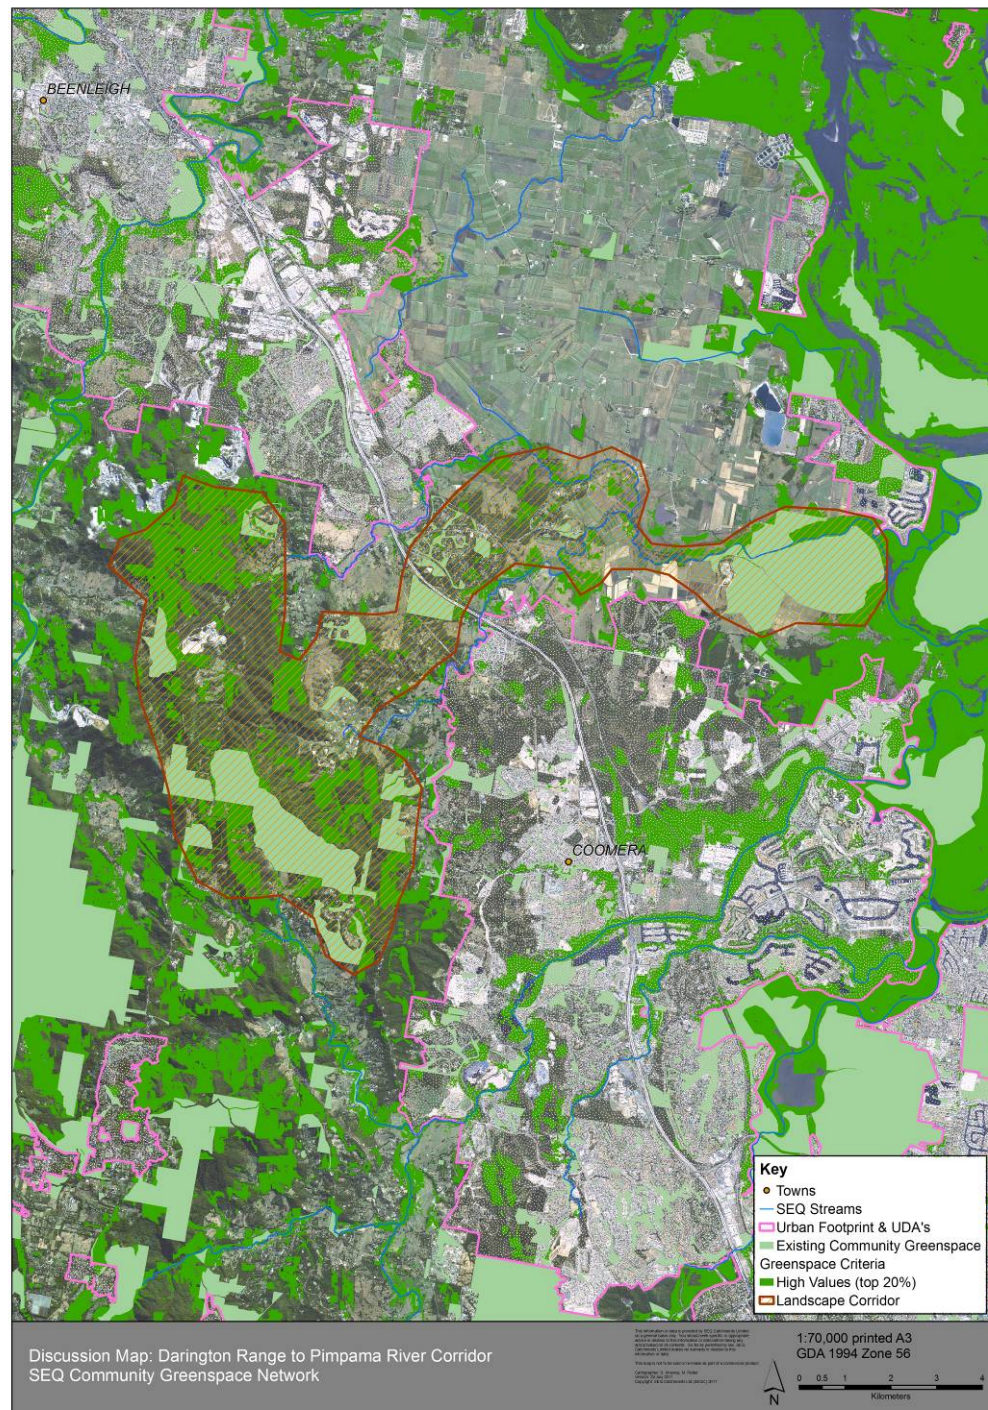 BEENLEIGH
COOMERA
Key
Towns
SEQ Streams
Urban Footprint & UDA's
Existing Community Greenspace
Greenspace Criteria
High Values (top 20%)
Landscape Corridor
Discussion Map: Darington Range to Pimpama River Corridor
SEQ Community Greenspace Network
1:70,000 printed A3
GDA 1994 Zone 56
N
0 0.5 1 2 3 4
Kilometers